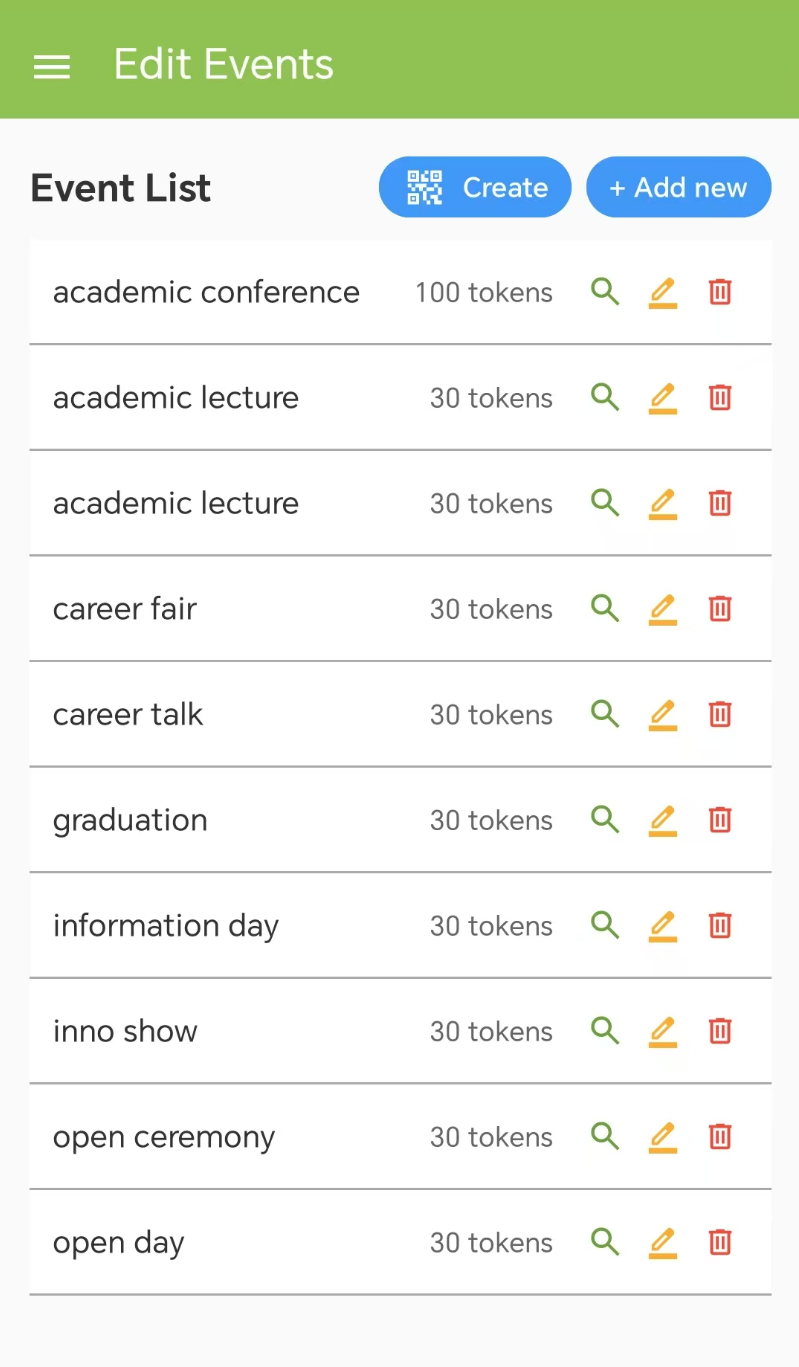 Edit Events
Event List
Create
+ Add new
academic conference 100 tokens
academic lecture 30 tokens
academic lecture 30 tokens
career fair 30 tokens
career talk 30 tokens
graduation 30 tokens
information day 30 tokens
inno show 30 tokens
open ceremony 30 tokens
open day 30 tokens